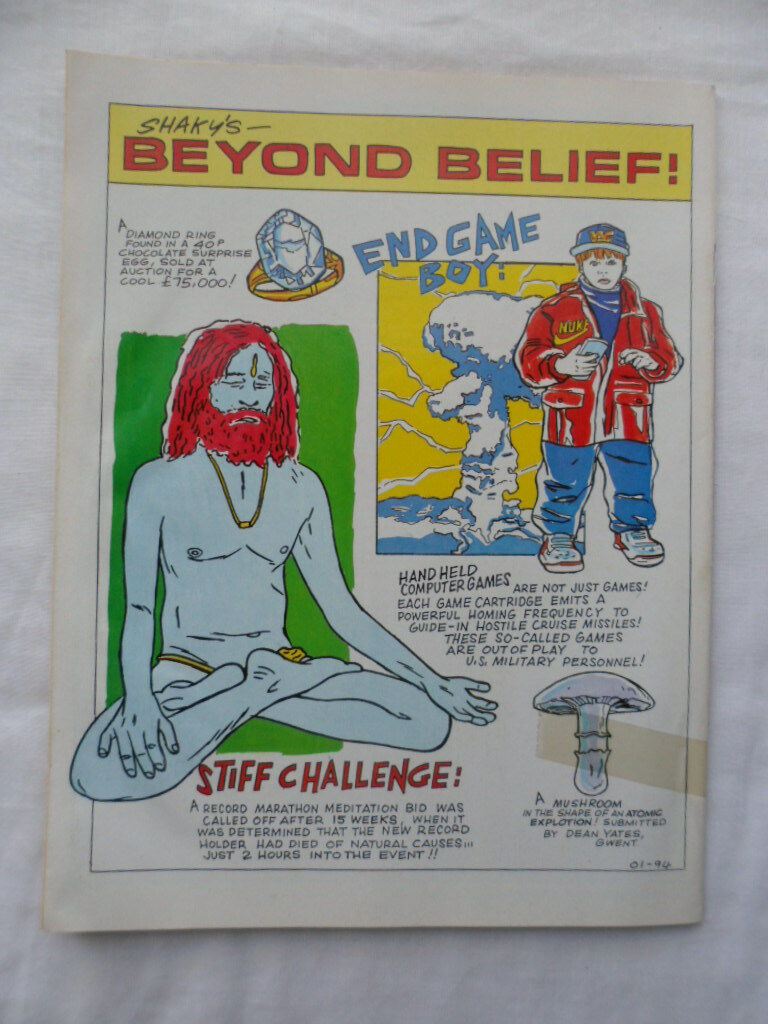 SHAKY'S —
BEYOND BELIEF!
A DIAMOND RING
FOUND IN A 40P
CHOCOLATE SURPRISE
EGG, SOLD AT
AUCTION FOR A
COOL £75,000!
END GAME
BOY:
NUKE
HAND HELD
COMPUTER GAMES ARE NOT JUST GAMES!
EACH GAME CARTRIDGE EMITS A
POWERFUL HOMING FREQUENCY TO
GUIDE-IN HOSTILE CRUISE MISSILES!
THESE SO-CALLED GAMES
ARE OUT OF PLAY TO
U.S. MILITARY PERSONNEL!
STIFF CHALLENGE:
A RECORD MARATHON MEDITATION BID WAS
CALLED OFF AFTER 15 WEEKS, WHEN IT
WAS DETERMINED THAT THE NEW RECORD
HOLDER HAD DIED OF NATURAL CAUSES...
JUST 2 HOURS INTO THE EVENT!!
A MUSHROOM
IN THE SHAPE OF AN ATOMIC
EXPLOTION! SUBMITTED
BY DEAN YATES,
GWENT
01-94